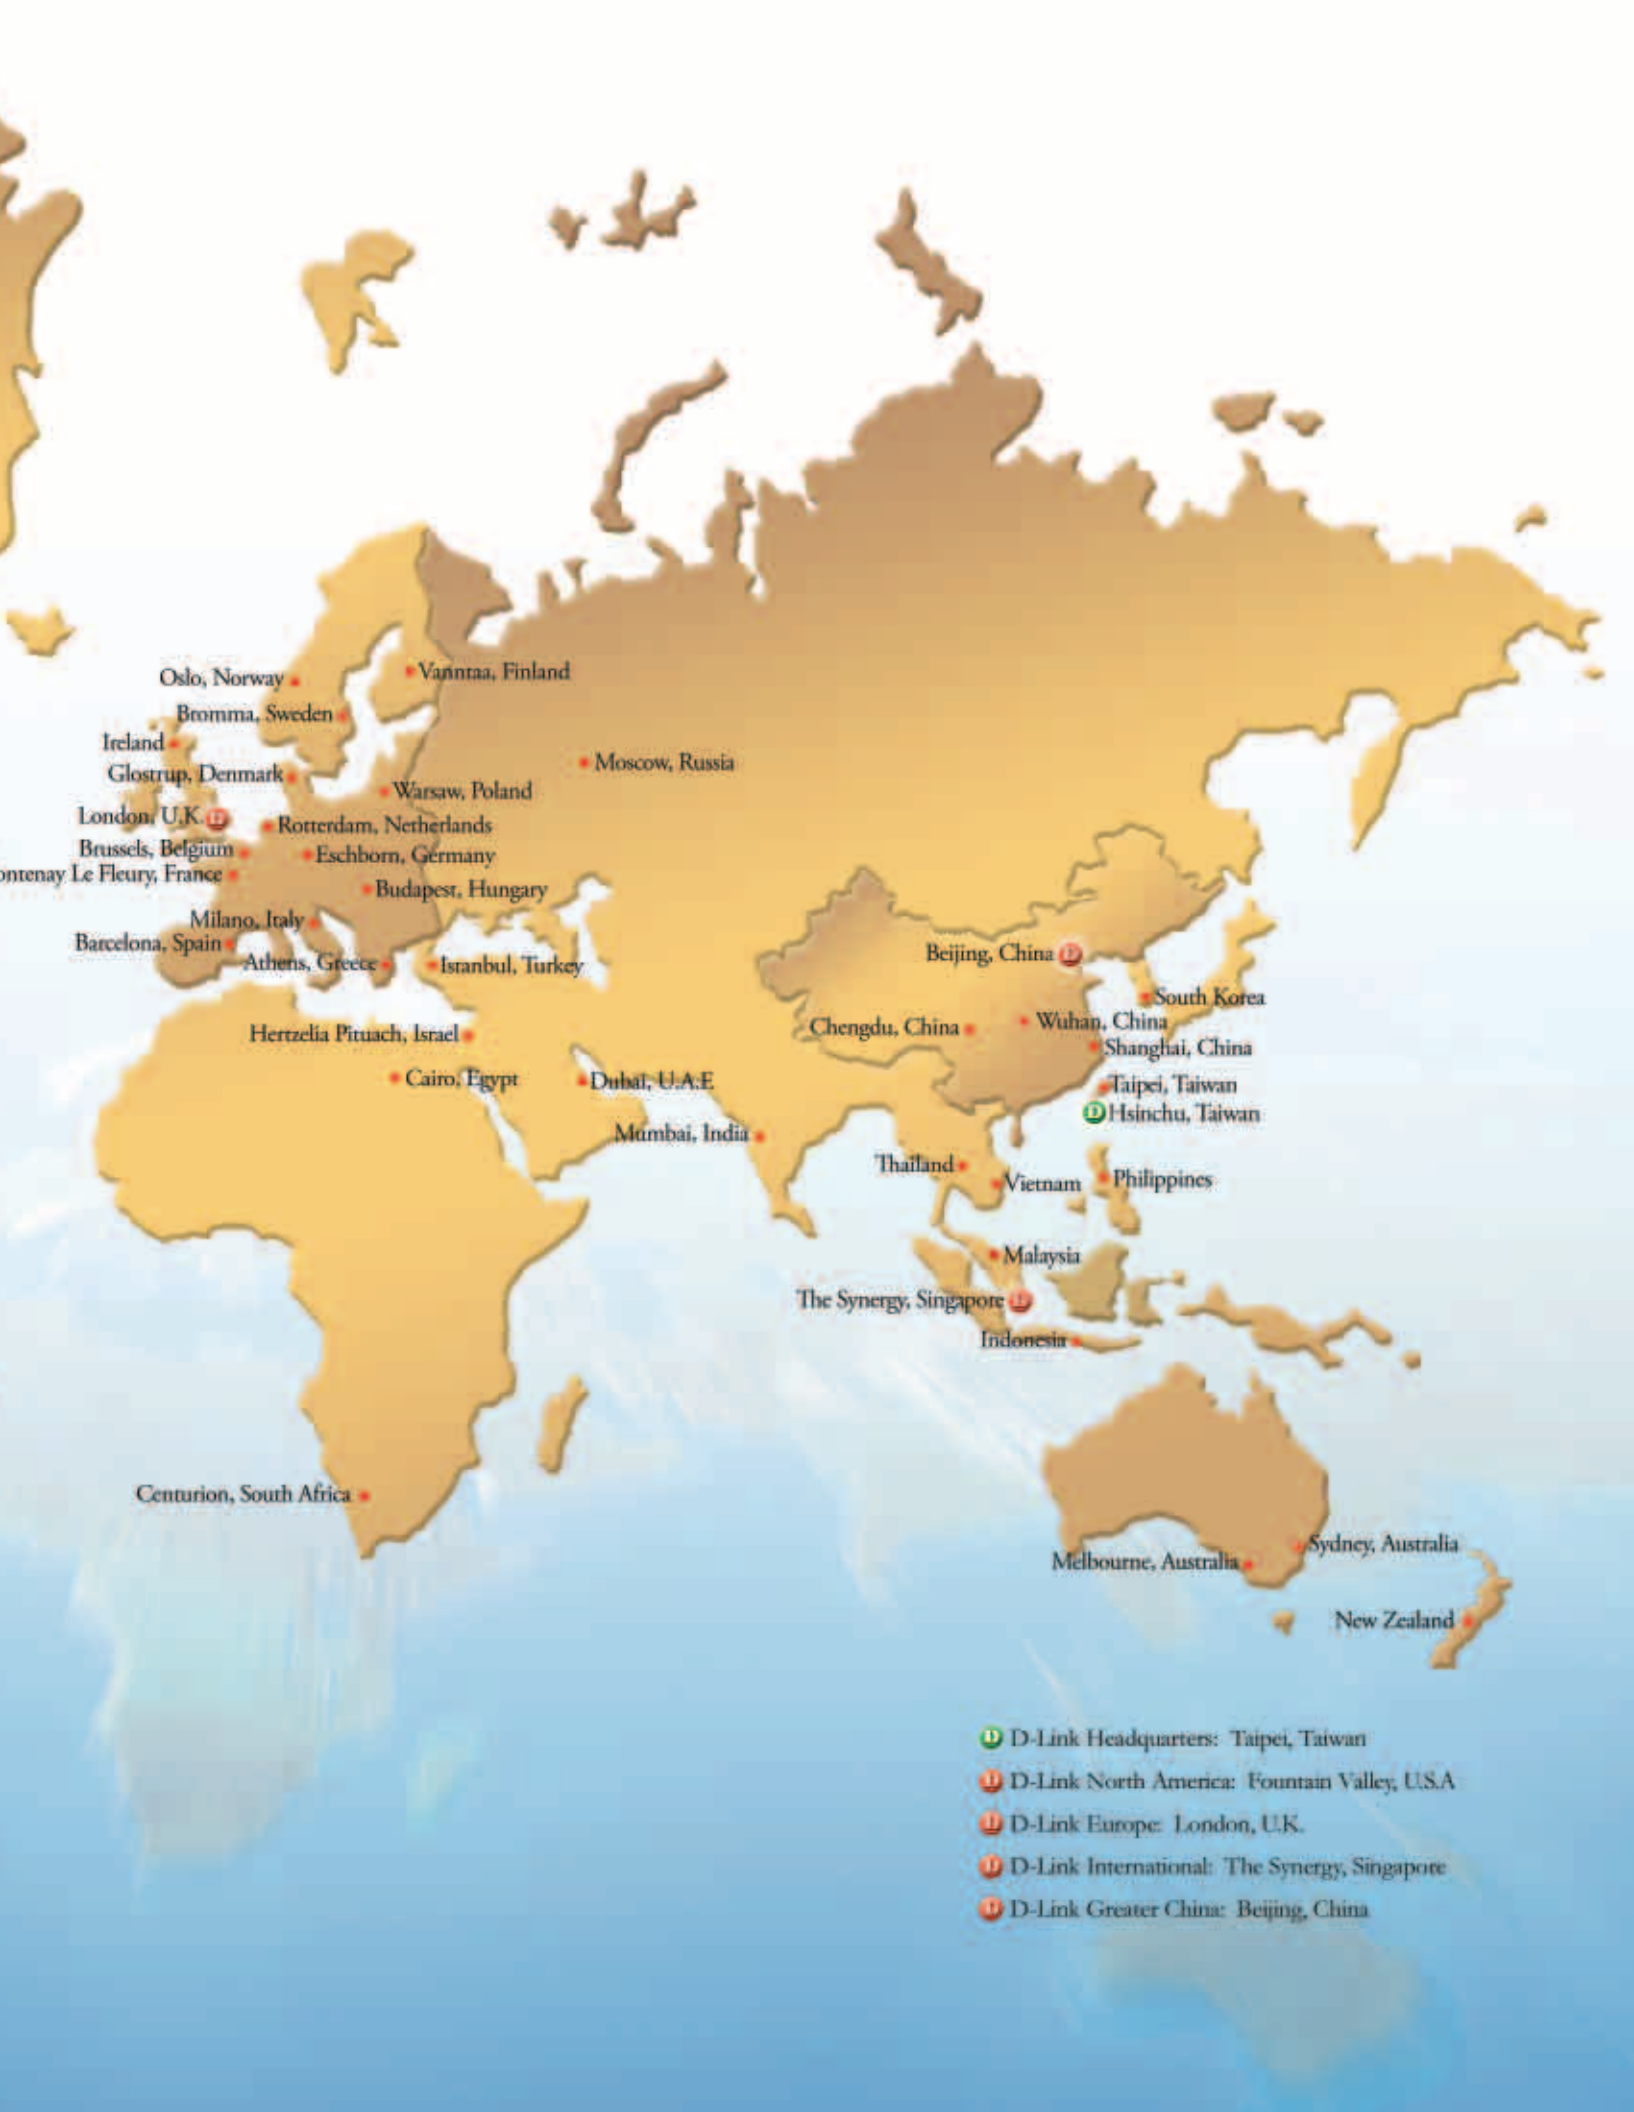 Oslo, Norway
Vanntaa, Finland
Bromma, Sweden
Ireland
Moscow, Russia
Glostrup, Denmark
Warsaw, Poland
London, U.K.
Rotterdam, Netherlands
Brussels, Belgium
Eschborn, Germany
ontenay Le Fleury, France
Budapest, Hungary
Milano, Italy
Barcelona, Spain
Athens, Greece
Istanbul, Turkey
Beijing, China
South Korea
Hertzelia Pituach, Israel
Chengdu, China
Wuhan, China
Shanghai, China
Cairo, Egypt
Dubai, U.A.E
Taipei, Taiwan
Hsinchu, Taiwan
Mumbai, India
Thailand
Vietnam
Philippines
Malaysia
The Synergy, Singapore
Indonesia
Centurion, South Africa
Sydney, Australia
Melbourne, Australia
New Zealand
D-Link Headquarters: Taipei, Taiwan
D-Link North America: Fountain Valley, U.S.A
D-Link Europe: London, U.K.
D-Link International: The Synergy, Singapore
D-Link Greater China: Beijing, China